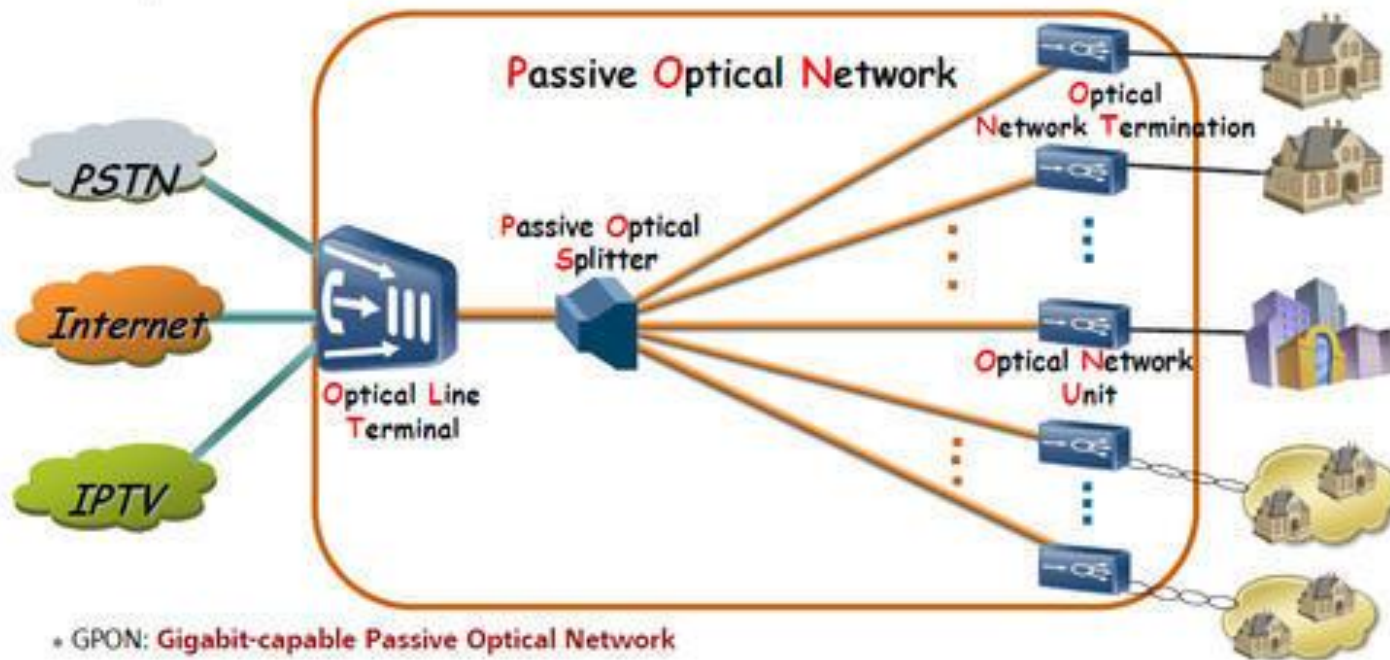 Passive Optical Network
Optical
Network Termination
PSTN
Passive Optical
Splitter
Internet
Optical Line
Terminal
Optical Network
Unit
IPTV
* GPON: Gigabit-capable Passive Optical Network